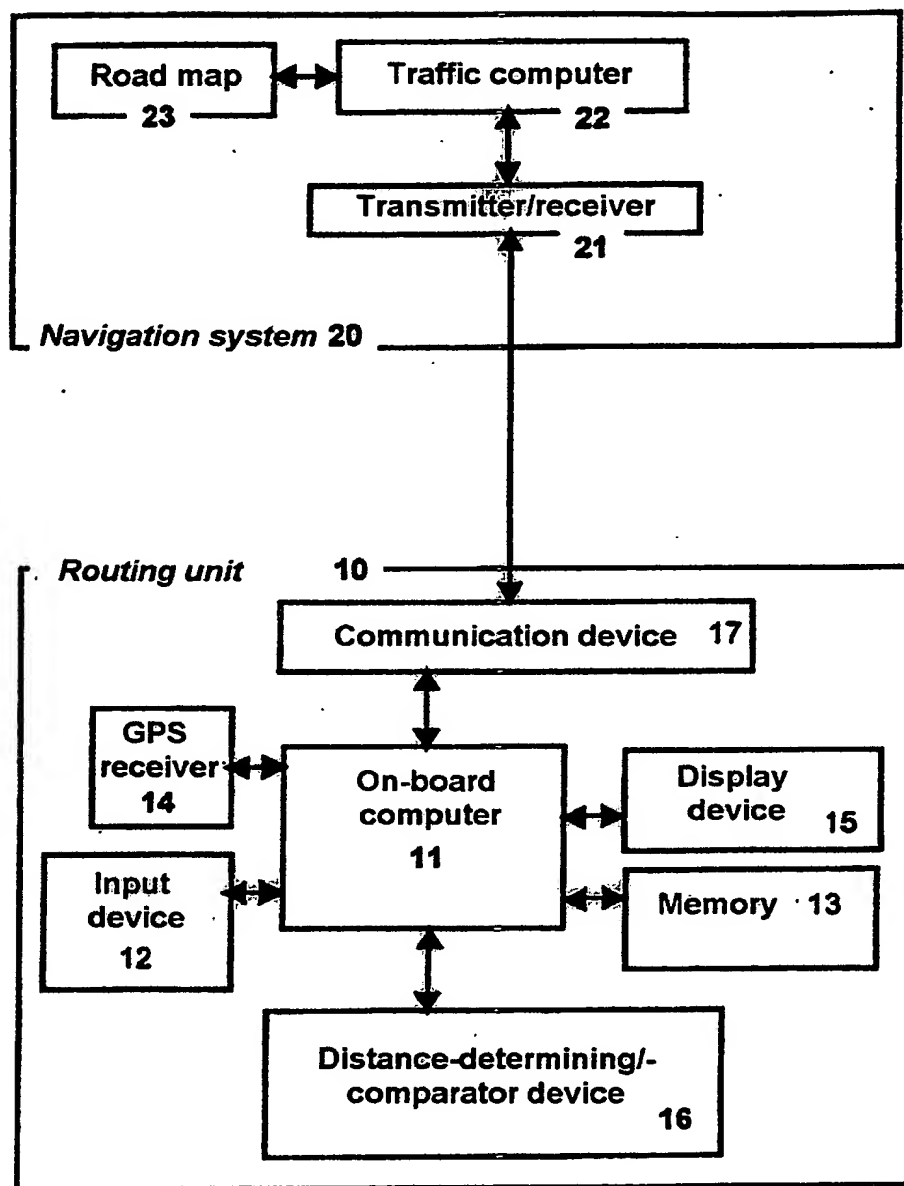 Road map
23
Traffic computer
22
Transmitter/receiver
21
Navigation system 20
Routing unit 10
Communication device 17
GPS
receiver
14
On-board
computer
11
Display
device
15
Input
device
12
Memory 13
Distance-determining/-
comparator device
16